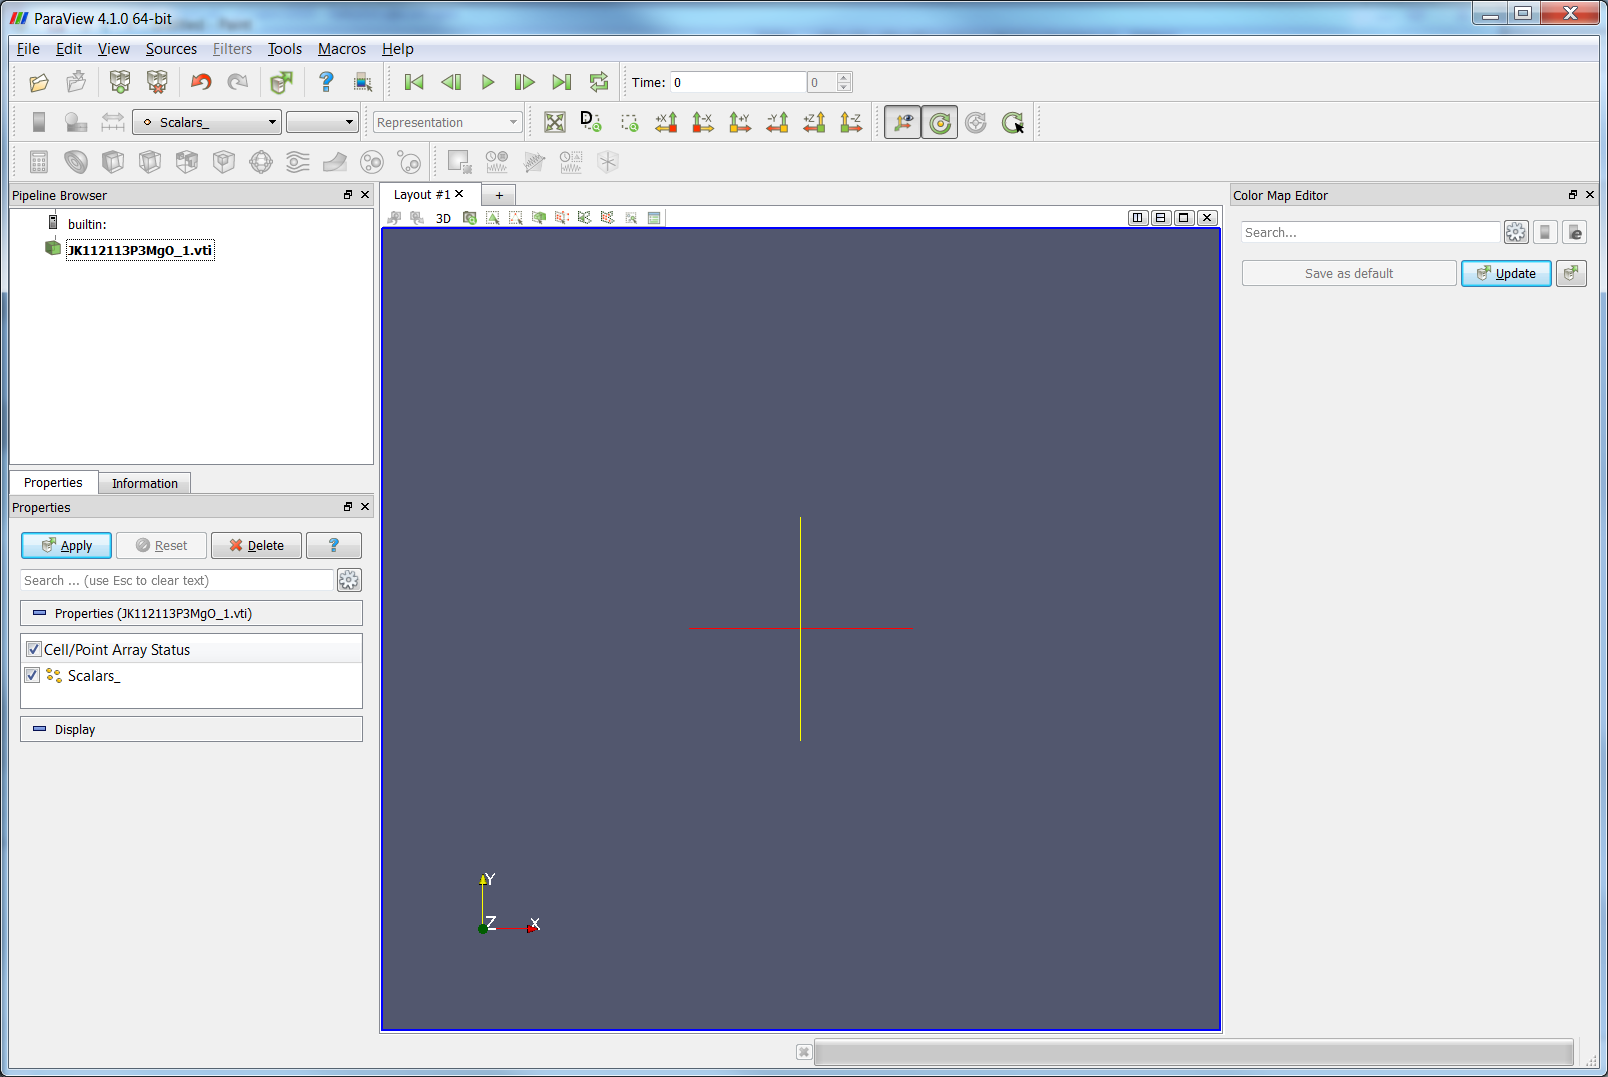 ParaView 4.1.0 64-bit
File Edit View Sources Filters Tools Macros Help
Time: 0 0
Scalars_ Representation +X -X +Y -Y +Z -Z
Pipeline Browser
builtin:
JK112113P3MgO_1.vti
Properties Information
Properties
Apply Reset Delete ?
Search ... (use Esc to clear text)
Properties (JK112113P3MgO_1.vti)
Cell/Point Array Status
Scalars_
Display
Layout #1 +
3D
Y
Z X
Color Map Editor
Search...
Save as default Update